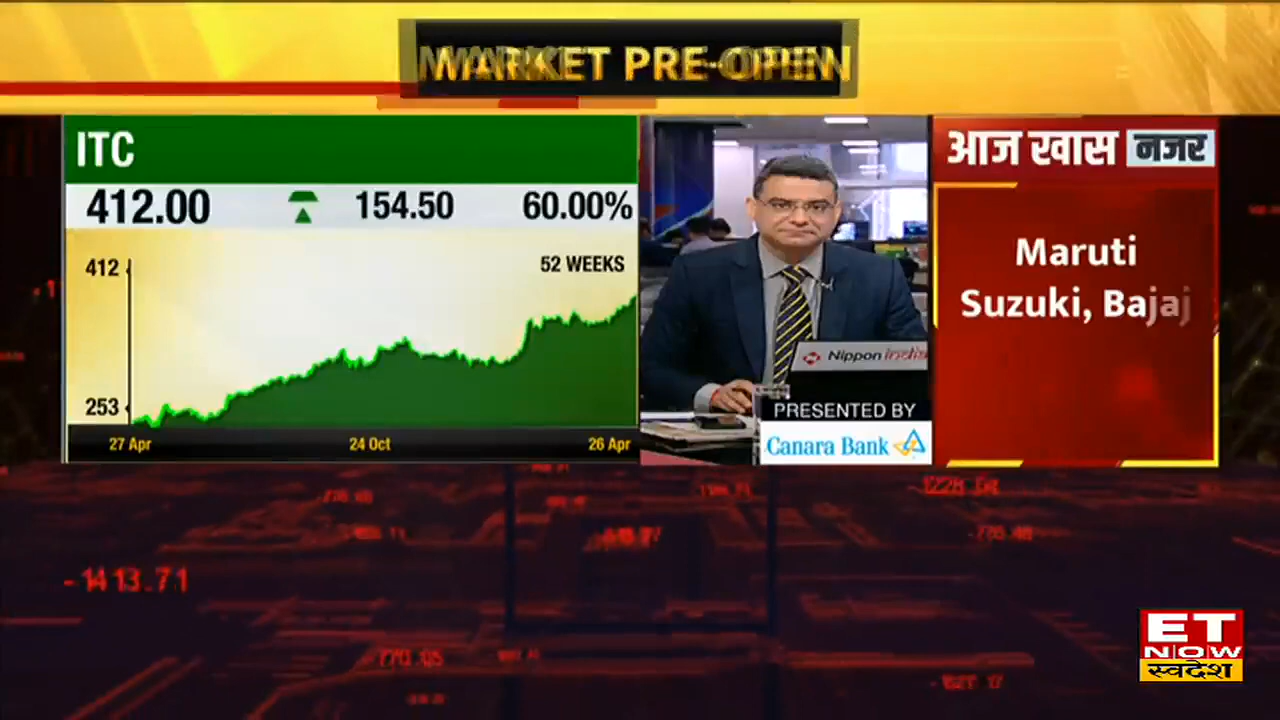 MARKET PRE-OPEN
ITC
412.00 154.50 60.00%
52 WEEKS
412
253
27 Apr 24 Oct 26 Apr
Nippon india
PRESENTED BY
Canara Bank
आज खास नजर
Maruti
Suzuki, Bajaj
-1413.71
ET
NOW
स्वदेश